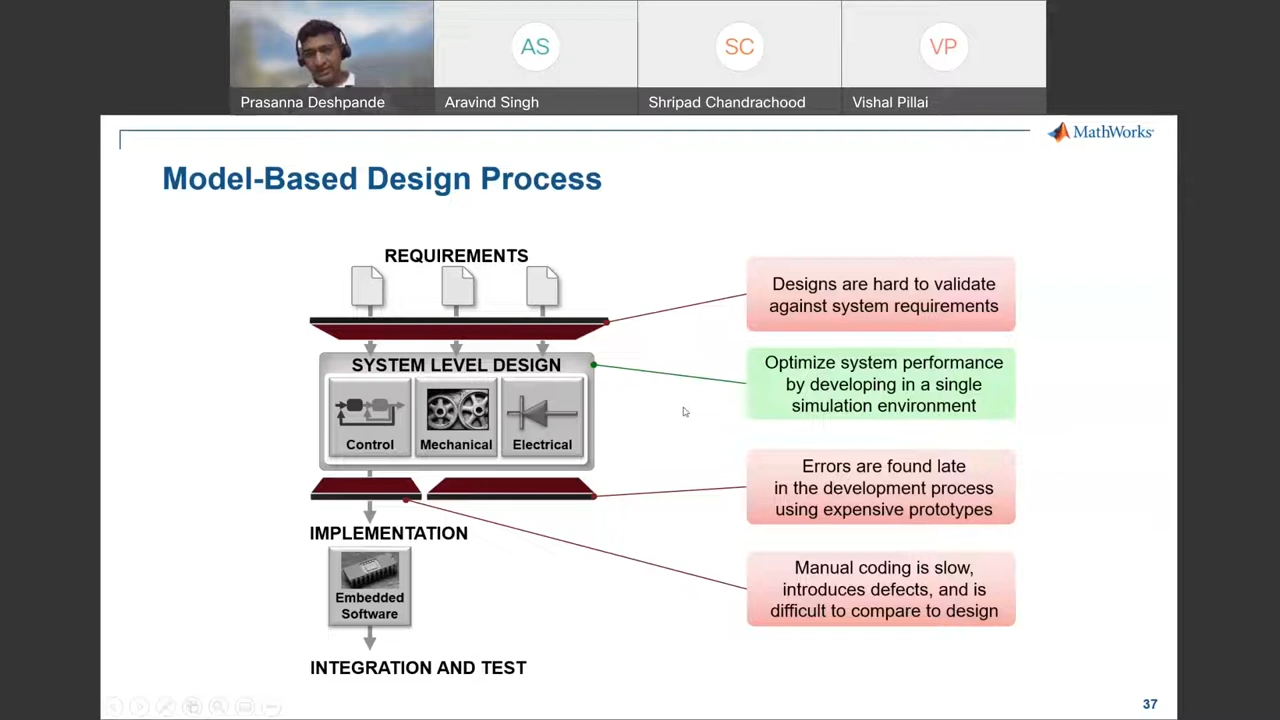 AS
SC
VP
Prasanna Deshpande
Aravind Singh
Shripad Chandrachood
Vishal Pillai
MathWorks
Model-Based Design Process
REQUIREMENTS
SYSTEM LEVEL DESIGN
Control
Mechanical
Electrical
IMPLEMENTATION
Embedded
Software
INTEGRATION AND TEST
Designs are hard to validate
against system requirements
Optimize system performance
by developing in a single
simulation environment
Errors are found late
in the development process
using expensive prototypes
Manual coding is slow,
introduces defects, and is
difficult to compare to design
37